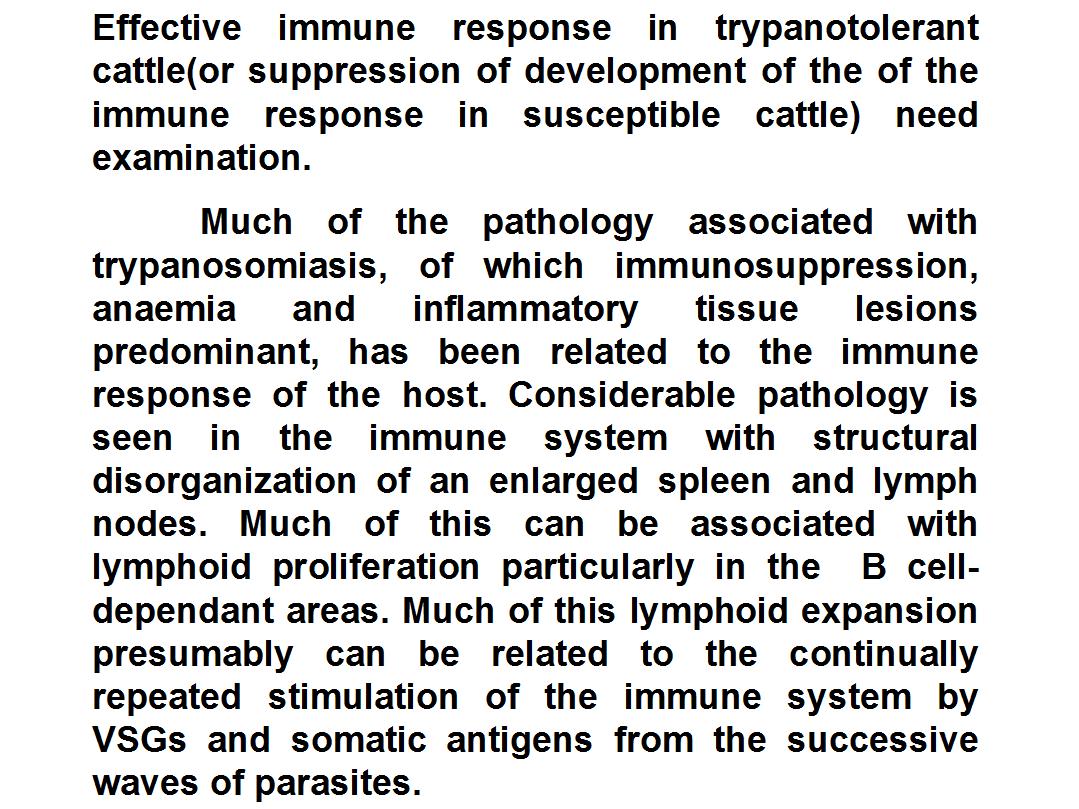 Effective immune response in trypanotolerant
cattle(or suppression of development of the of the
immune response in susceptible cattle) need
examination.
Much of the pathology associated with
trypanosomiasis, of which immunosuppression,
anaemia and inflammatory tissue lesions
predominant, has been related to the immune
response of the host. Considerable pathology is
seen in the immune system with structural
disorganization of an enlarged spleen and lymph
nodes. Much of this can be associated with
lymphoid proliferation particularly in the B cell-
dependant areas. Much of this lymphoid expansion
presumably can be related to the continually
repeated stimulation of the immune system by
VSGs and somatic antigens from the successive
waves of parasites.